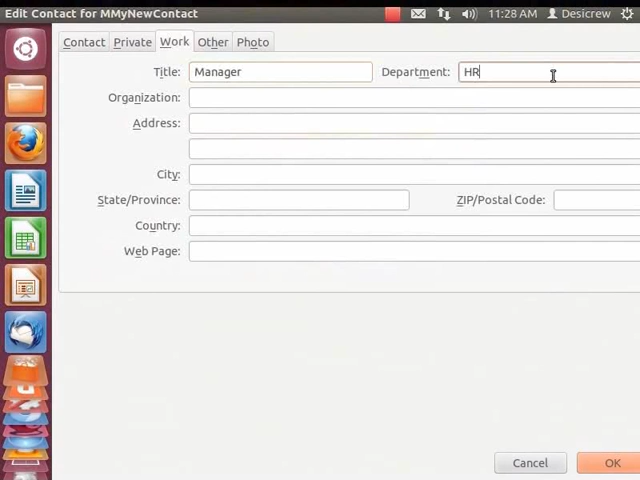 Edit Contact for MMyNewContact 11:28 AM Desicrew
Contact Private Work Other Photo
Title: Manager Department: HR
Organization:
Address:
City:
State/Province: ZIP/Postal Code:
Country:
Web Page:
Cancel OK